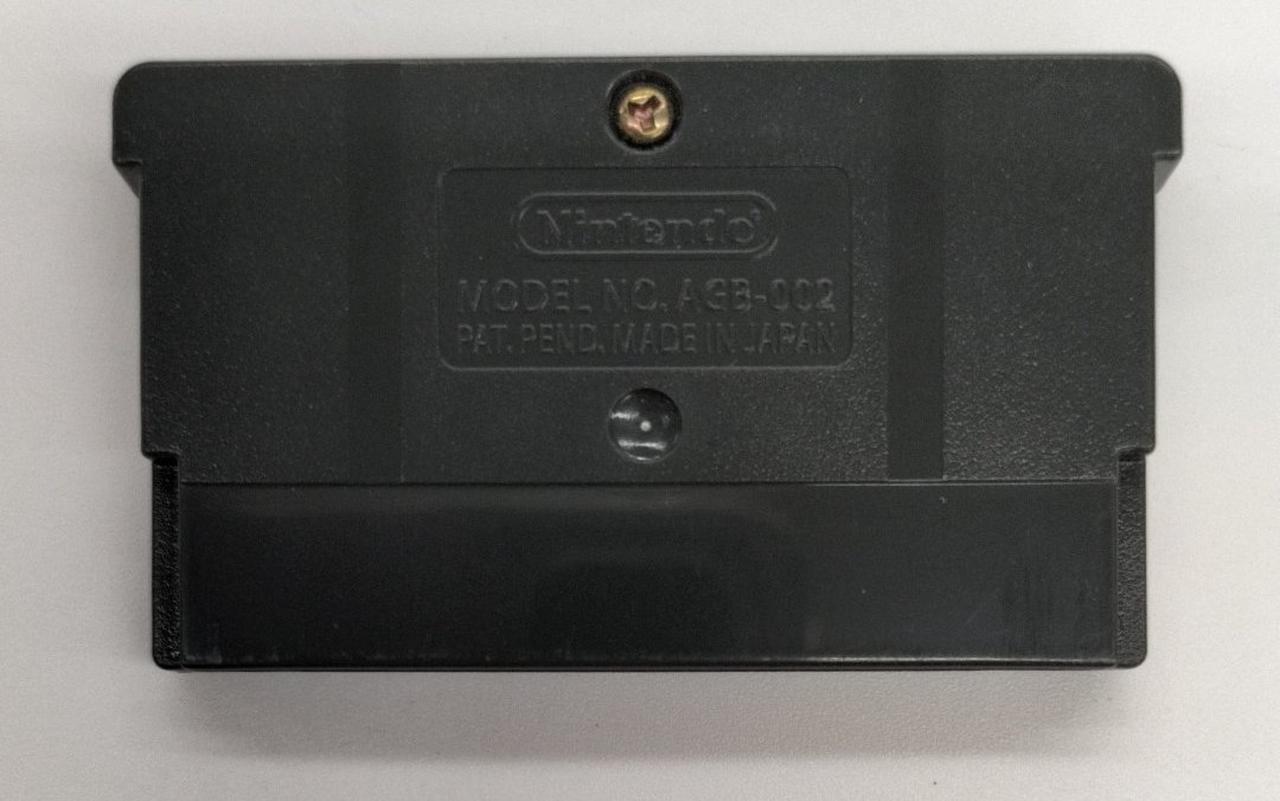 Nintendo®
MODEL NO. AGB-002
PAT. PEND. MADE IN JAPAN